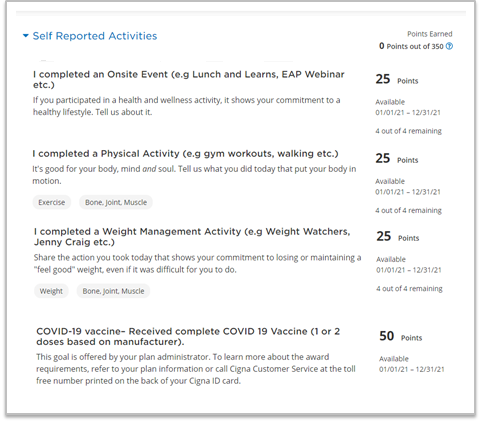 Self Reported Activities
Points Earned
0 Points out of 350
I completed an Onsite Event (e.g Lunch and Learns, EAP Webinar
etc.)
If you participated in a health and wellness activity, it shows your commitment to a
healthy lifestyle. Tell us about it.
25 Points
Available
01/01/21 – 12/31/21
4 out of 4 remaining
I completed a Physical Activity (e.g gym workouts, walking etc.)
It's good for your body, mind and soul. Tell us what you did today that put your body in
motion.
Exercise
Bone, Joint, Muscle
25 Points
Available
01/01/21 – 12/31/21
4 out of 4 remaining
I completed a Weight Management Activity (e.g Weight Watchers,
Jenny Craig etc.)
Share the action you took today that shows your commitment to losing or maintaining a
"feel good" weight, even if it was difficult for you to do.
Weight
Bone, Joint, Muscle
25 Points
Available
01/01/21 – 12/31/21
4 out of 4 remaining
COVID-19 vaccine– Received complete COVID 19 Vaccine (1 or 2
doses based on manufacturer).
This goal is offered by your plan administrator. To learn more about the award
requirements, refer to your plan information or call Cigna Customer Service at the toll
free number printed on the back of your Cigna ID card.
50 Points
Available
01/01/21 – 12/31/21